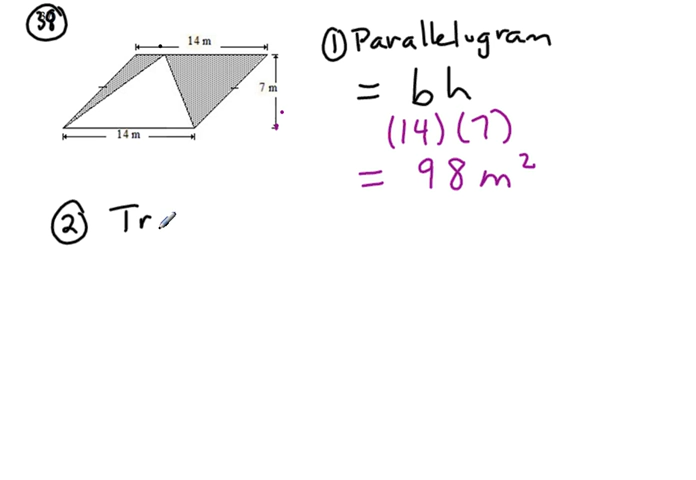 38
14 m
7 m
14 m
① Parallelogram
= bh
(14)(7)
= 98 m²
② Tr